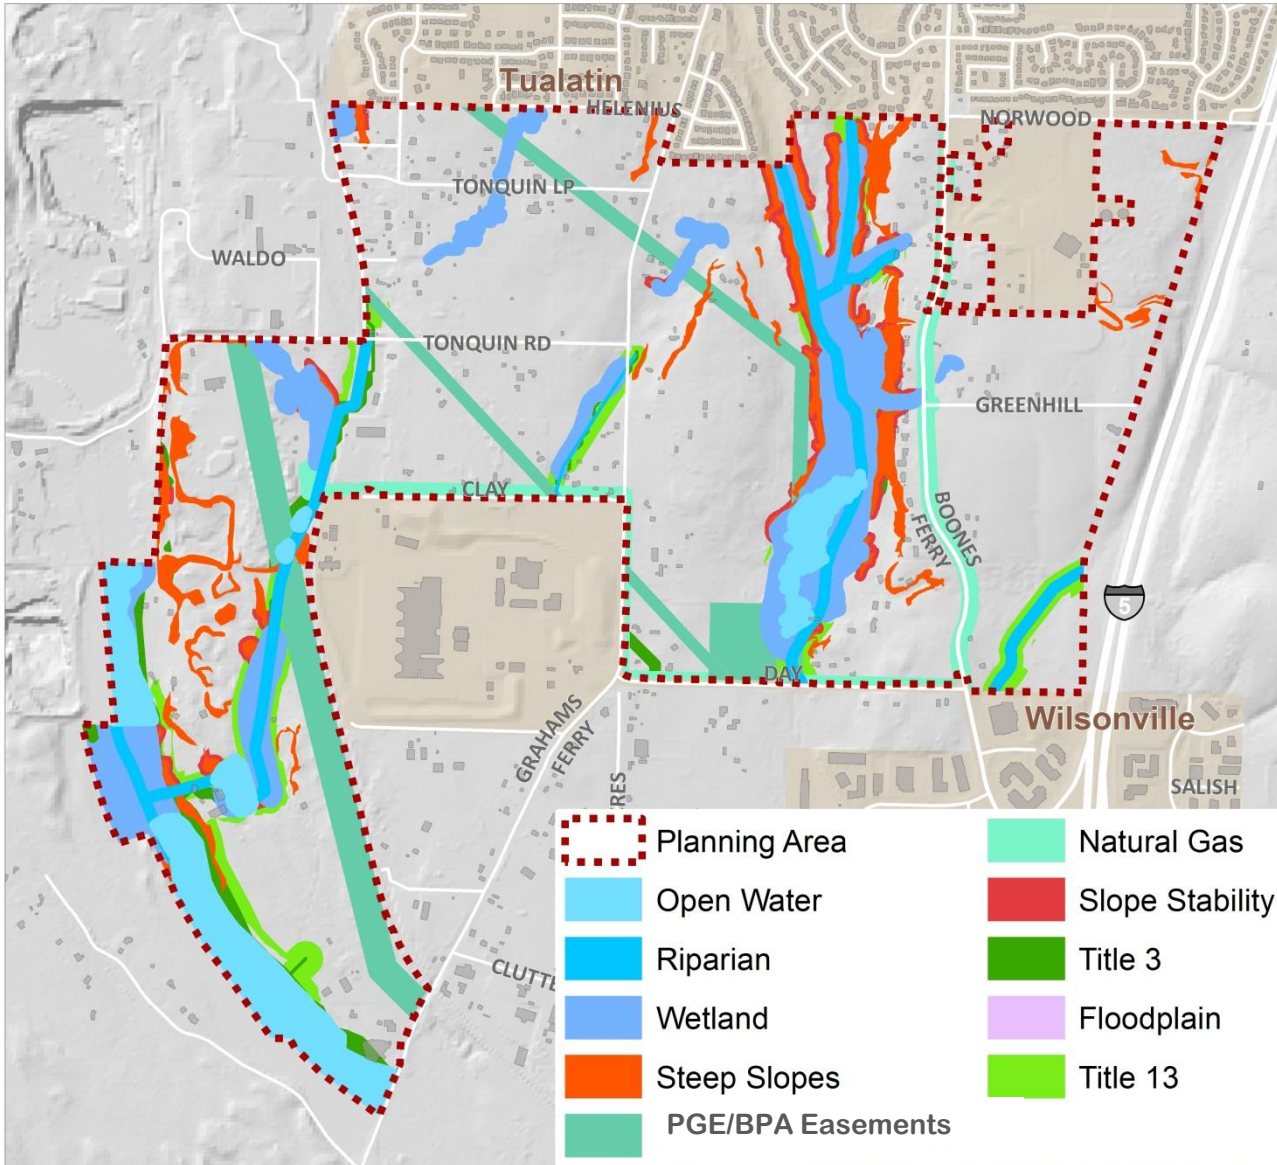 Tualatin
HELENIUS
NORWOOD
TONQUIN LP
WALDO
TONQUIN RD
GREENHILL
CLAY
BOONES
FERRY
5
DAY
GRAHAMS
FERRY
Wilsonville
SALISH
RES
CLUTTE
Planning Area
Open Water
Riparian
Wetland
Steep Slopes
PGE/BPA Easements
Natural Gas
Slope Stability
Title 3
Floodplain
Title 13